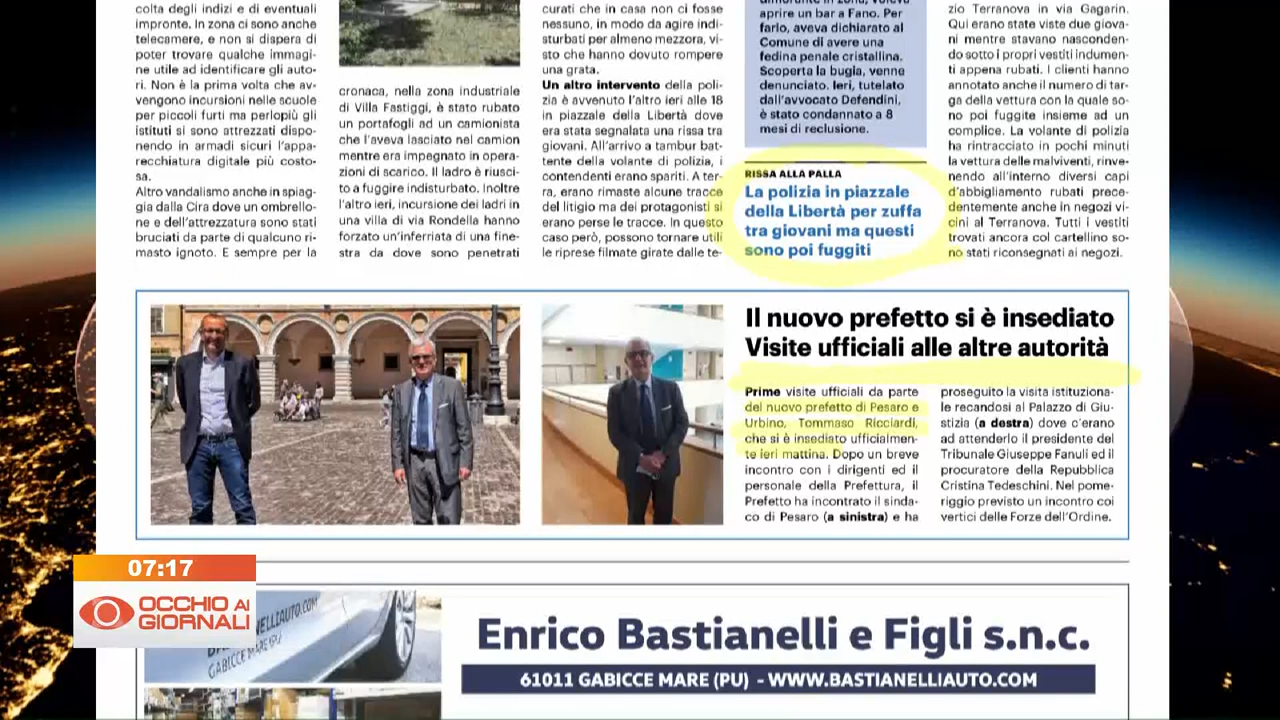 colta degli indizi e di eventuali
impronte. In zona ci sono anche
telecamere, e non si dispera di
poter trovare qualche immagi-
ne utile ad identificare gli auto-
ri. Non è la prima volta che av-
vengono incursioni nelle scuole
per piccoli furti ma perlopiù gli
istituti si sono attrezzati dispo-
nendo in armadi sicuri l'appa-
recchiatura digitale più costo-
sa.
Altro vandalismo anche in spiag-
gia dalla Cira dove un ombrello-
ne e dell'attrezzatura sono stati
bruciati da parte di qualcuno ri-
masto ignoto. E sempre per la
cronaca, nella zona industriale
di Villa Fastiggi, è stato rubato
un portafogli ad un camionista
che l'aveva lasciato nel camion
mentre era impegnato in opera-
zioni di scarico. Il ladro è riusci-
to a fuggire indisturbato. Inoltre
l'altro ieri, incursione dei ladri in
una villa di via Rondella hanno
forzato un'inferriata di una fine-
stra da dove sono penetrati
curati che in casa non ci fosse
nessuno, in modo da agire indi-
sturbati per almeno mezzora, vi-
sto che hanno dovuto rompere
una grata.
Un altro intervento della poli-
zia è avvenuto l'altro ieri alle 18
in piazzale della Libertà dove
era stata segnalata una rissa tra
giovani. All'arrivo a tambur bat-
tente della volante di polizia, i
contendenti erano spariti. A ter-
ra, erano rimaste alcune tracce
del litigio ma dei protagonisti si
erano perse le tracce. In questo
caso però, possono tornare utili
le riprese filmate girate dalle te-
dimorante in zona, voleva
aprire un bar a Fano. Per
farlo, aveva dichiarato al
Comune di avere una
fedina penale cristallina.
Scoperta la bugia, venne
denunciato. Ieri, tutelato
dall'avvocato Defendini,
è stato condannato a 8
mesi di reclusione.
RISSA ALLA PALLA
La polizia in piazzale
della Libertà per zuffa
tra giovani ma questi
sono poi fuggiti
zio Terranova in via Gagarin.
Qui erano state viste due giova-
ni mentre stavano nasconden-
do sotto i propri vestiti indumen-
ti appena rubati. I clienti hanno
annotato anche il numero di tar-
ga della vettura con la quale so-
no poi fuggite insieme ad un
complice. La volante di polizia
ha rintracciato in pochi minuti
la vettura delle malviventi, rinve-
nendo all'interno diversi capi
d'abbigliamento rubati prece-
dentemente anche in negozi vi-
cini al Terranova. Tutti i vestiti
trovati ancora col cartellino so-
no stati riconsegnati ai negozi.
Il nuovo prefetto si è insediato
Visite ufficiali alle altre autorità
Prime visite ufficiali da parte
del nuovo prefetto di Pesaro e
Urbino, Tommaso Ricciardi,
che si è insediato ufficialmen-
te ieri mattina. Dopo un breve
incontro con i dirigenti ed il
personale della Prefettura, il
Prefetto ha incontrato il sinda-
co di Pesaro (a sinistra) e ha
proseguito la visita istituziona-
le recandosi al Palazzo di Giu-
stizia (a destra) dove c'erano
ad attenderlo il presidente del
Tribunale Giuseppe Fanuli ed il
procuratore della Repubblica
Cristina Tedeschini. Nel pome-
riggio previsto un incontro coi
vertici delle Forze dell'Ordine.
07:17
OCCHIO AI
GIORNALI
GABICCE MARE (PU)
Enrico Bastianelli e Figli s.n.c.
61011 GABICCE MARE (PU) - WWW.BASTIANELLIAUTO.COM